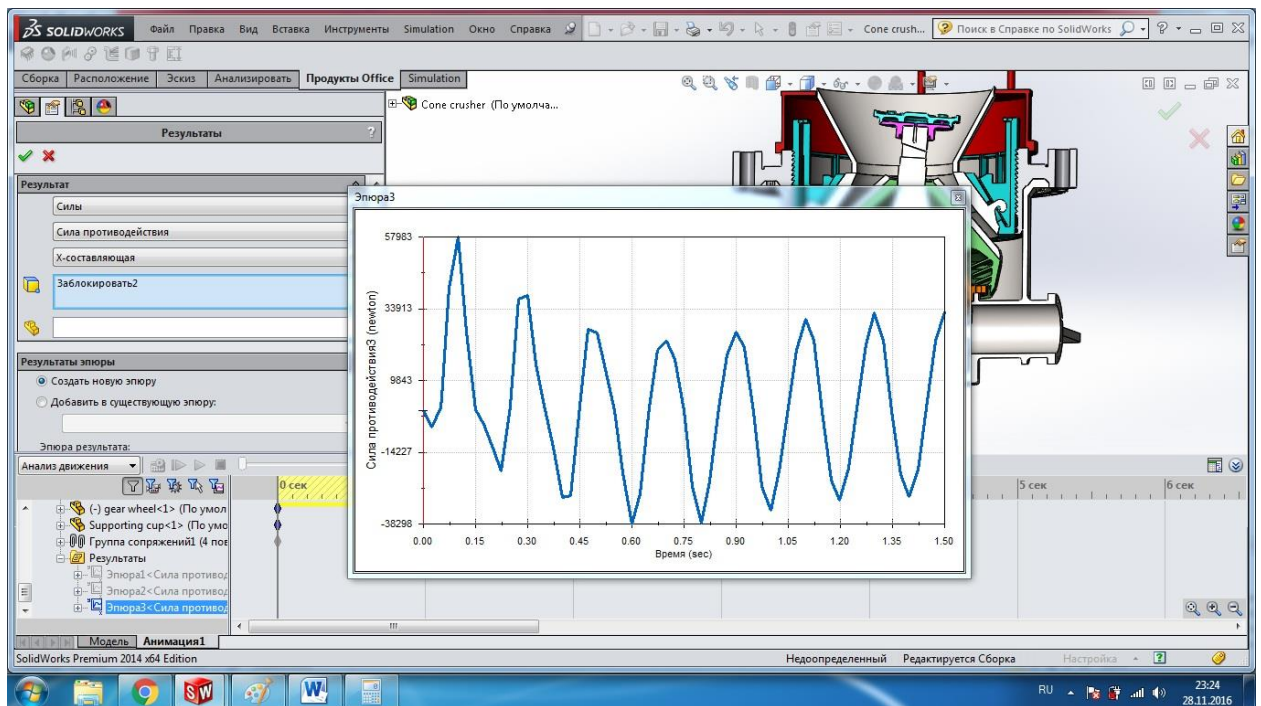 SOLIDWORKS Файл Правка Вид Вставка Инструменты Simulation Окно Справка Cone crush... Поиск в Справке по SolidWorks
Сборка Расположение Эскиз Анализировать Продукты Office Simulation
Cone crusher (По умолча...
Результаты ?
Результат
Силы
Сила противодействия
X-составляющая
Заблокировать2
Результаты эпюры
Создать новую эпюру
Добавить в существующую эпюру:
Эпюра результата:
Эпюра3
57983
33913
9843
-14227
-38298
Сила противодействия3 (newton)
0.00 0.15 0.30 0.45 0.60 0.75 0.90 1.05 1.20 1.35 1.50
Время (sec)
Анализ движения
0 сек 5 сек 6 сек
(-) gear wheel<1> (По умол
Supporting cup<1> (По умо
Группа сопряжений1 (4 пов
Результаты
Эпюра1<Сила противод
Эпюра2<Сила противод
Эпюра3<Сила противод
Модель Анимация1
SolidWorks Premium 2014 x64 Edition Недоопределенный Редактируется Сборка Настройка
RU 23:24
28.11.2016